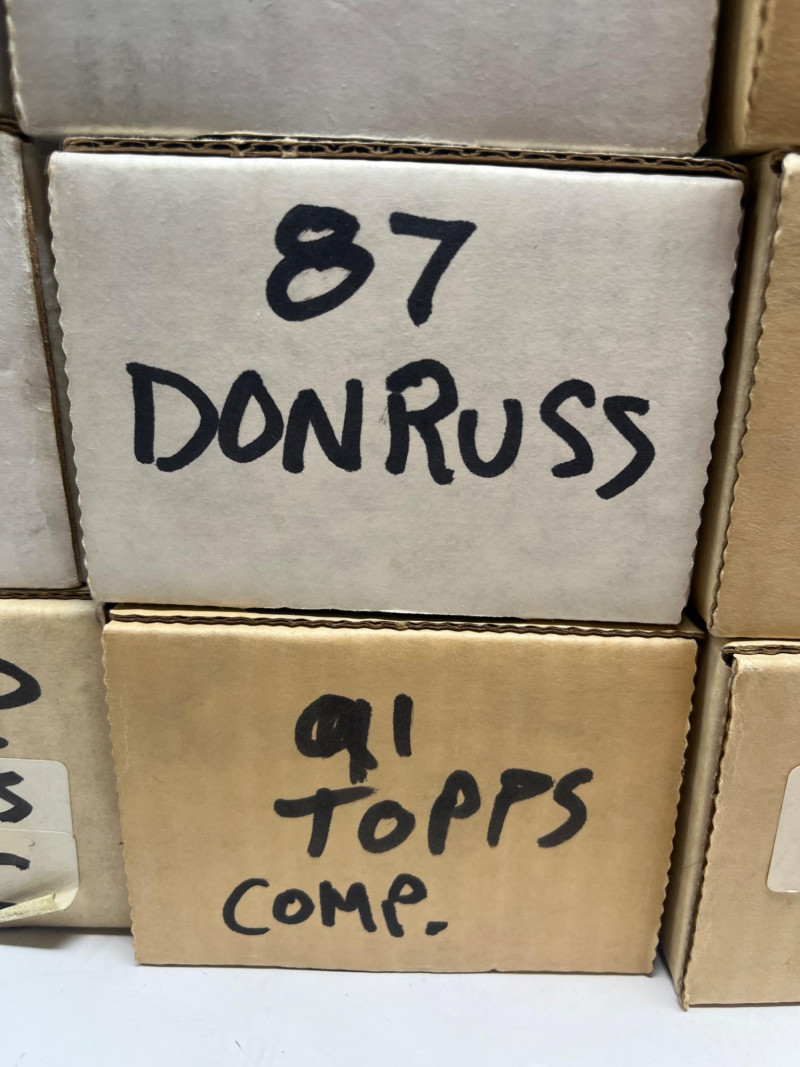 87
DONRUSS
91
TOPPS
COMP.